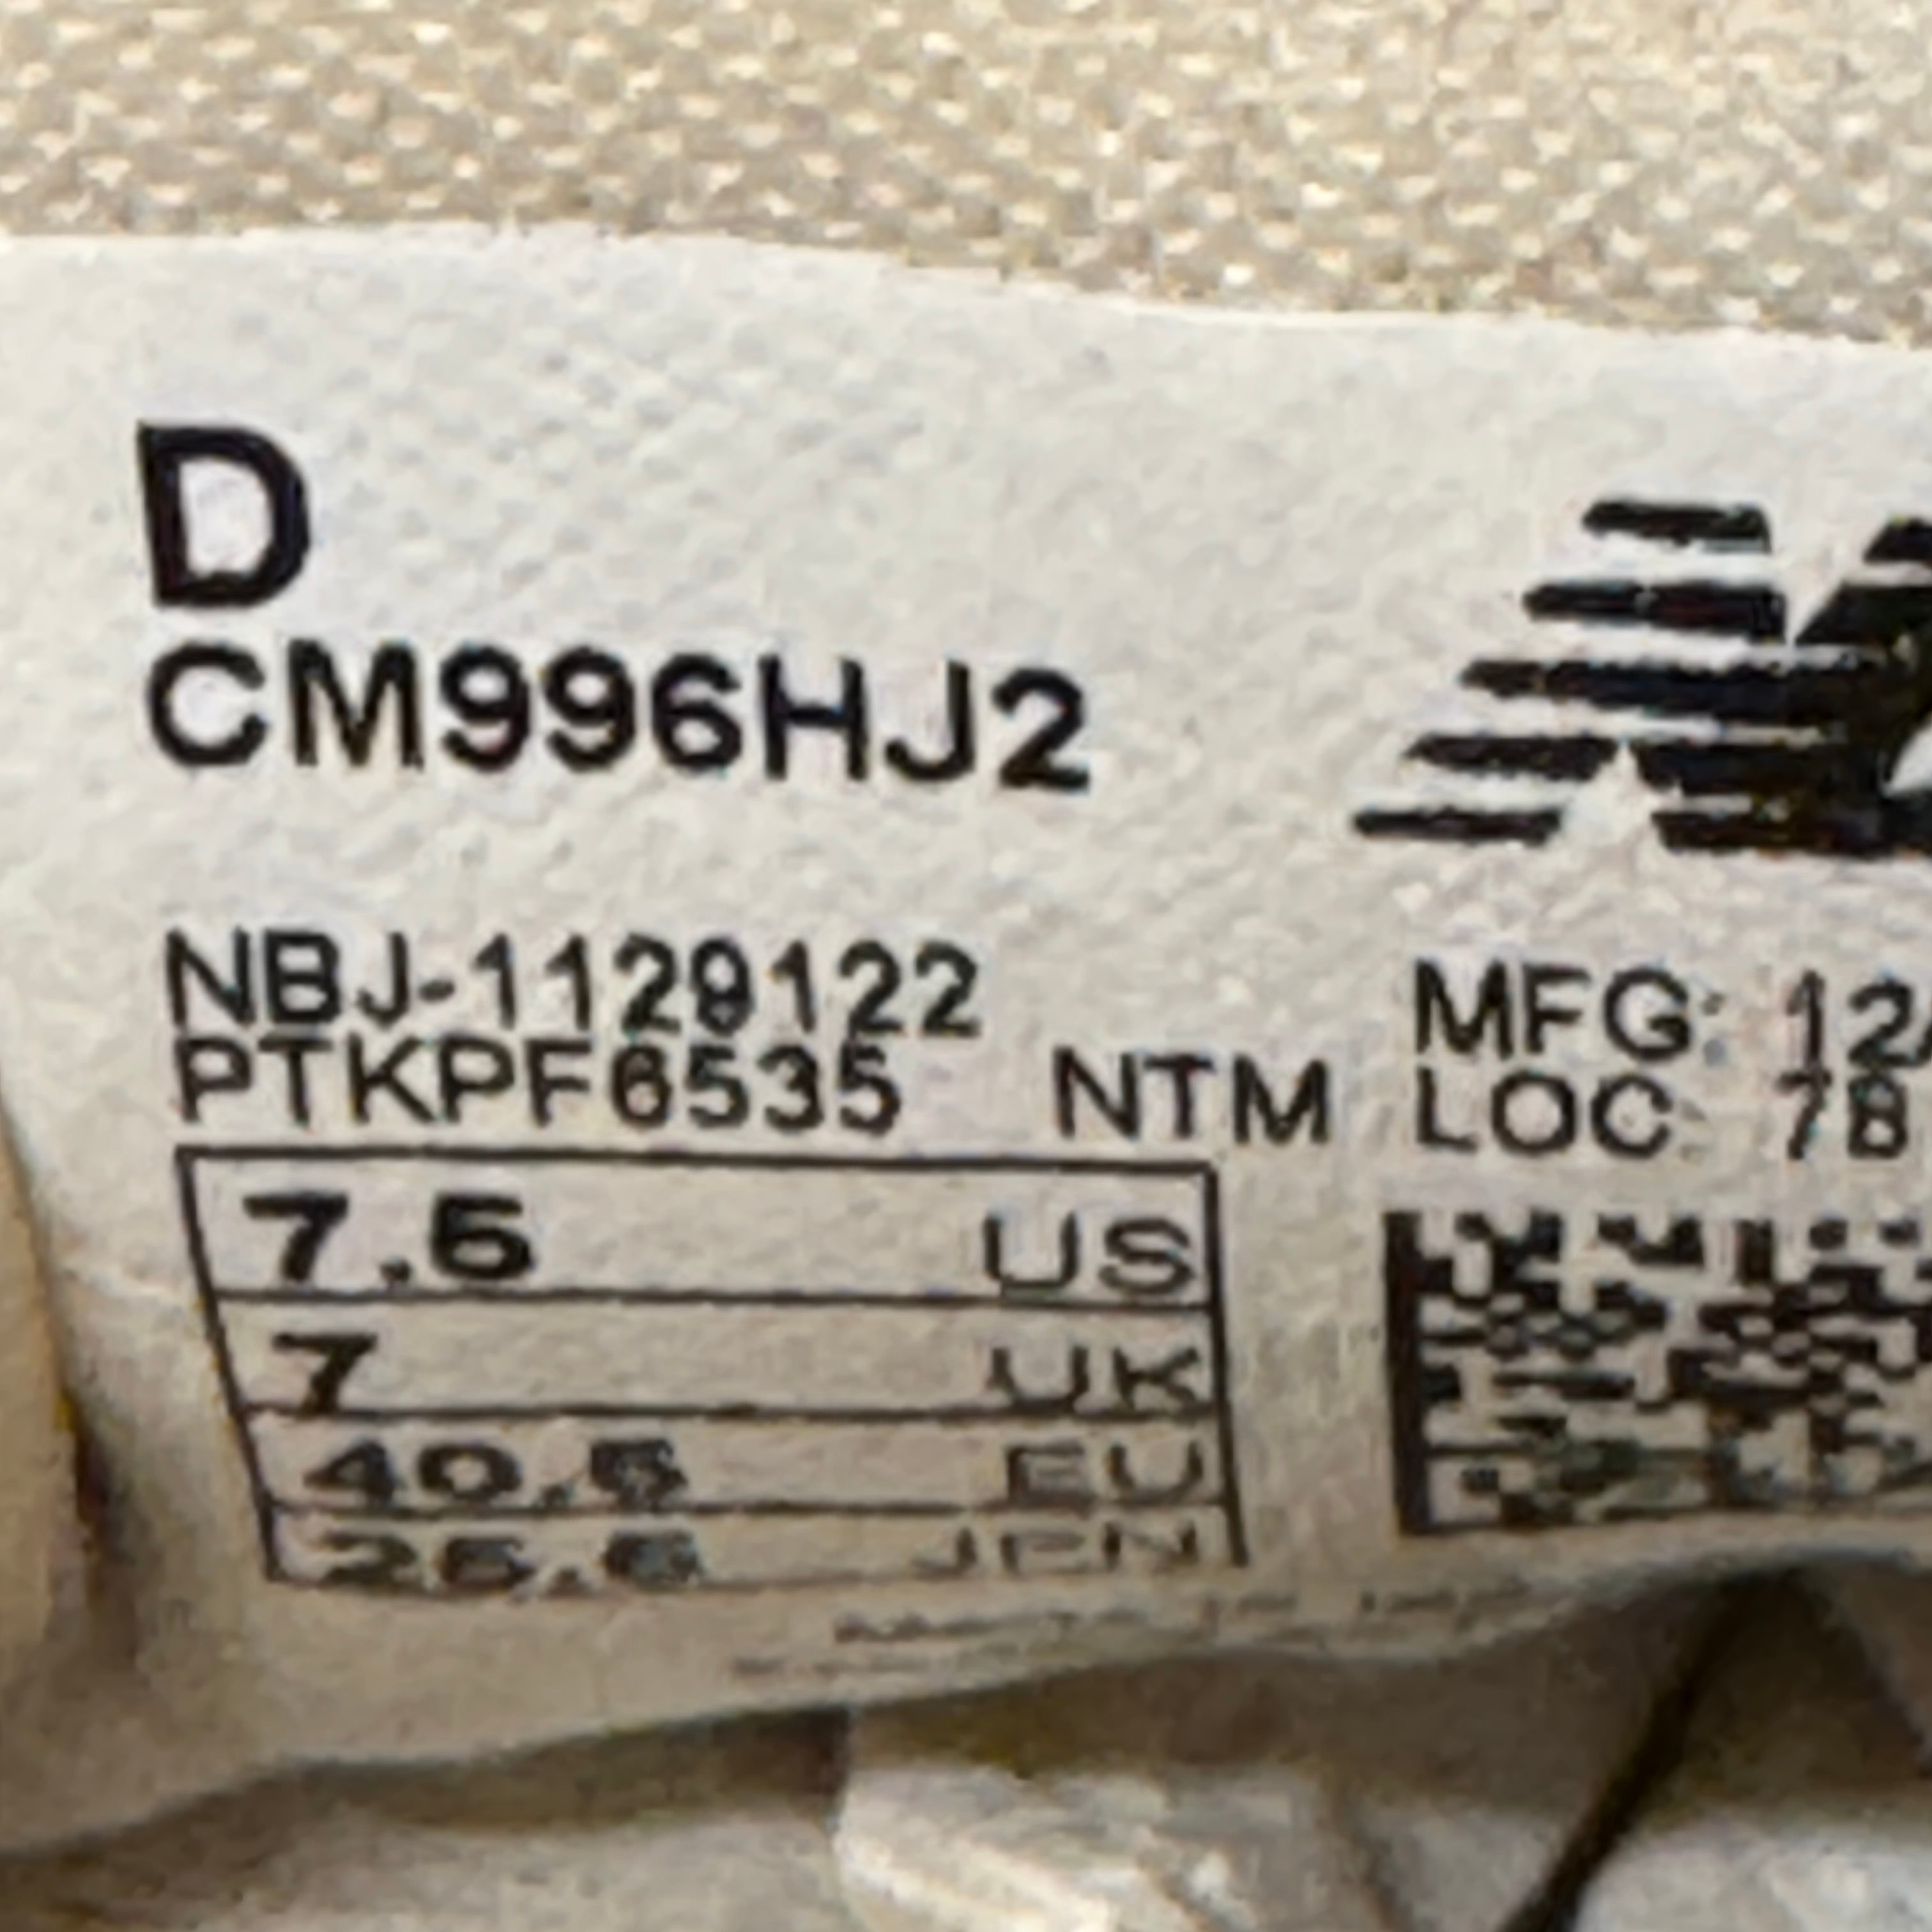 D
CM996HJ2
NBJ-1129122
PTKPF6535 NTM
MFG: 12/
LOC: 7B
7.5 US
7 UK
40.5 EU
25.5 JPN